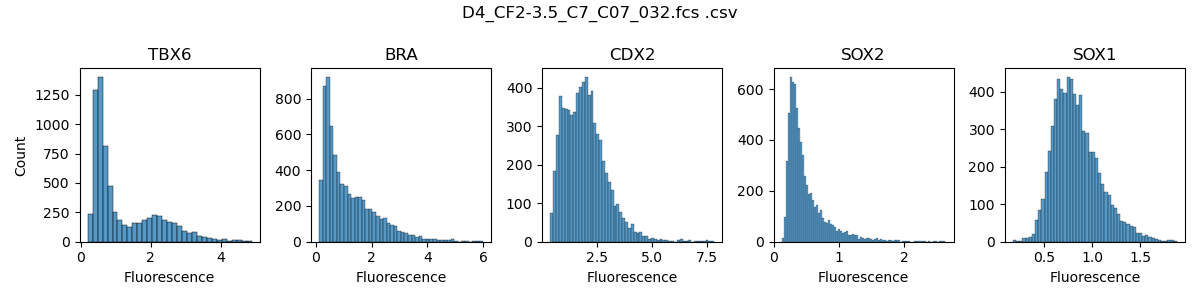 D4_CF2-3.5_C7_C07_032.fcs .csv
TBX6 BRA CDX2 SOX2 SOX1
Count
1250
1000
750
500
250
0
0 2 4
Fluorescence
800
600
400
200
0
0 2 4 6
Fluorescence
400
300
200
100
0
2.5 5.0 7.5
Fluorescence
600
400
200
0
0 1 2
Fluorescence
400
300
200
100
0
0.5 1.0 1.5
Fluorescence